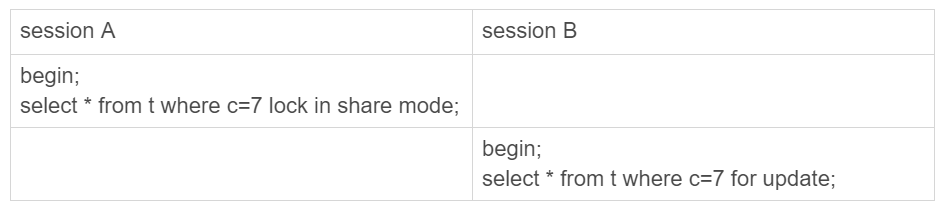 session A
session B
begin;
select * from t where c=7 lock in share mode;
begin;
select * from t where c=7 for update;